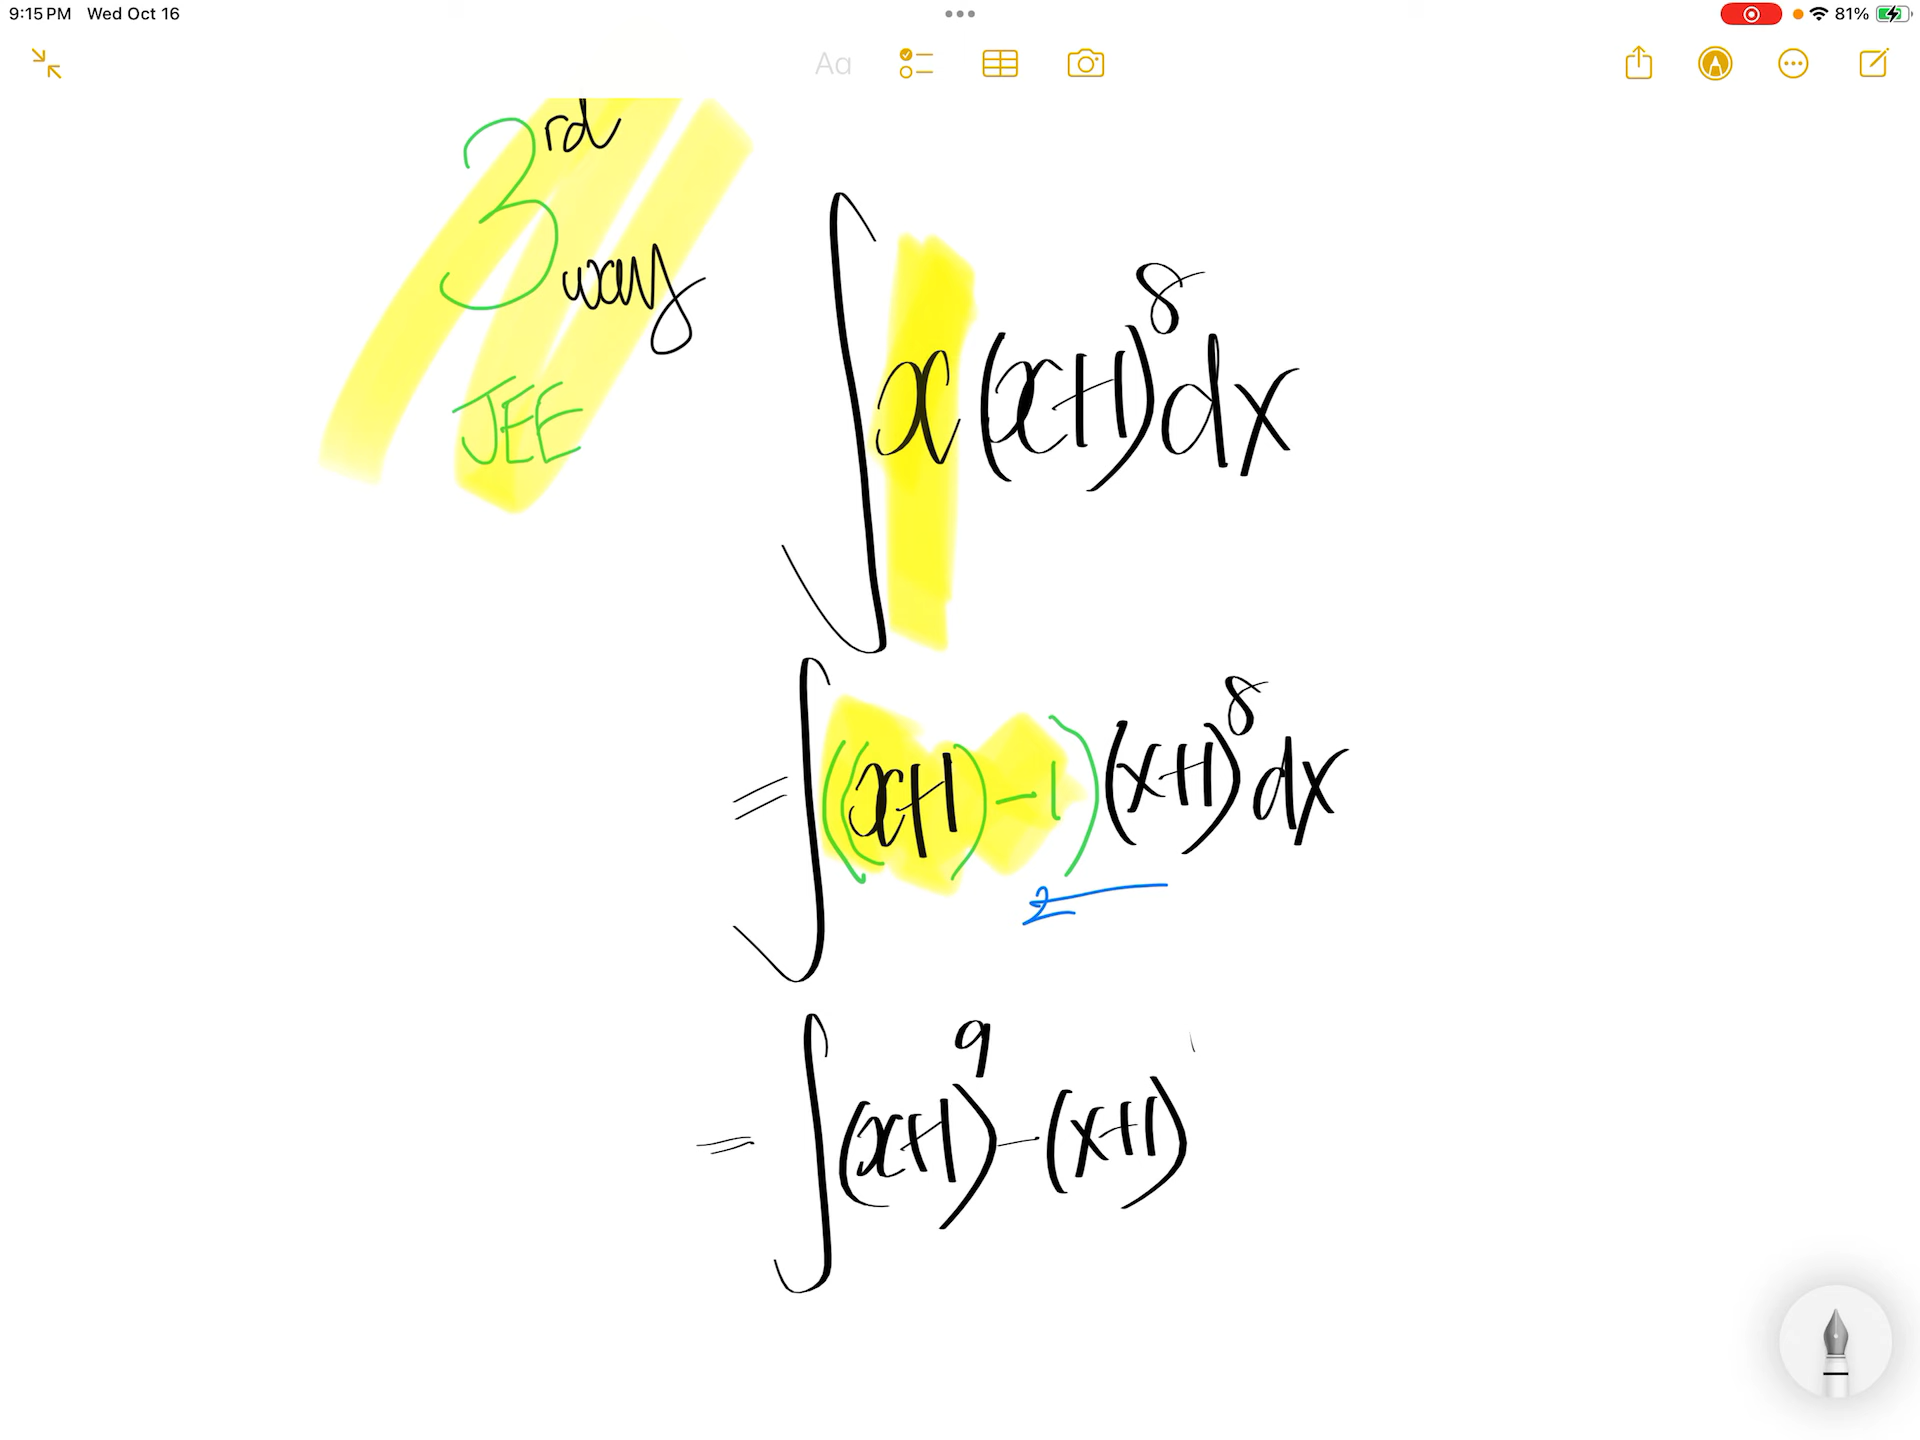 9:15 PM Wed Oct 16
81%
Aa
3rd
way
JEE
∫x(x+1)⁸dx
=∫((x+1)-1)(x+1)⁸dx
=∫(x+1)⁹-(x+1)